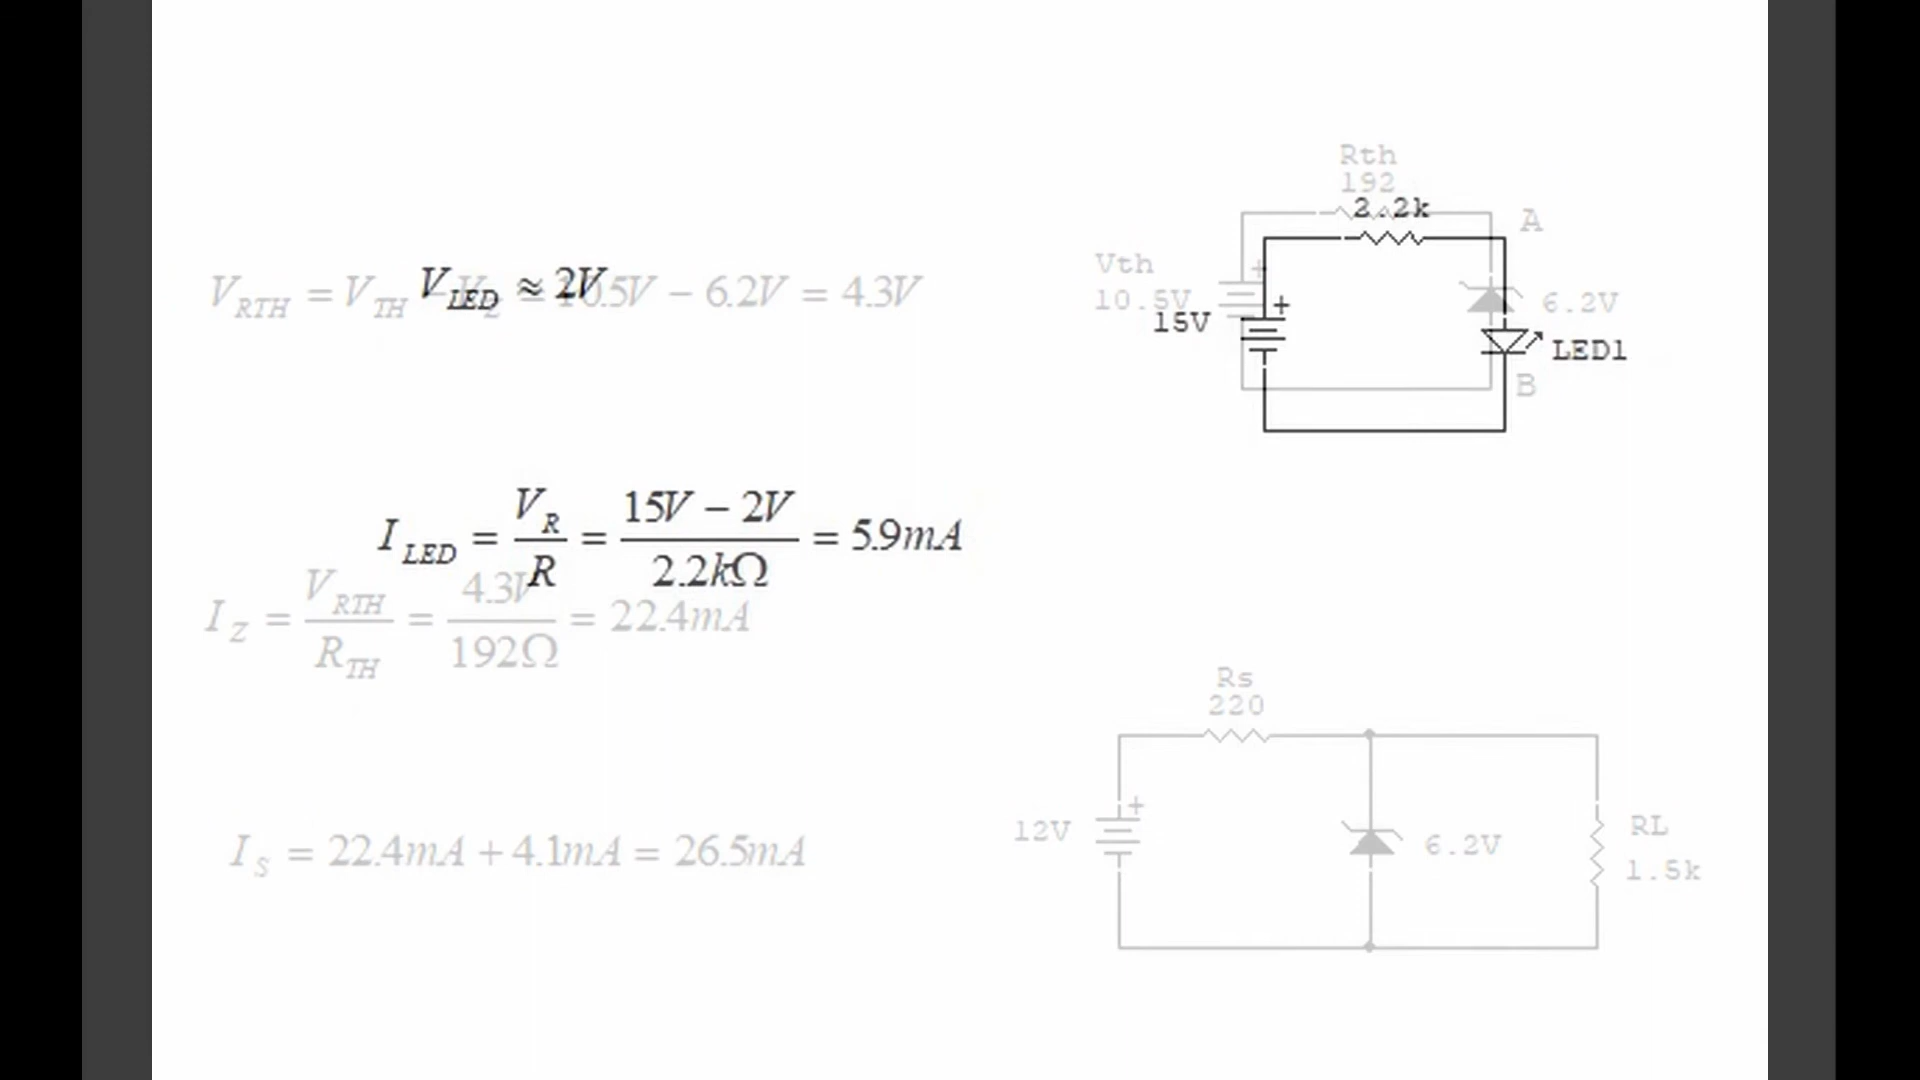 Rth
192
2.2k
A
V_LED ≈ 2V
V_RTH = V_TH − V_Z = 10.5V − 6.2V = 4.3V
Vth
10.5V
+
6.2V
15V
+
LED1
B
I_LED = V_R / R = 15V − 2V / 2.2kΩ = 5.9mA
I_Z = V_RTH / R_TH = 4.3V / 192Ω = 22.4mA
Rs
220
12V
+
6.2V
RL
1.5k
I_S = 22.4mA + 4.1mA = 26.5mA